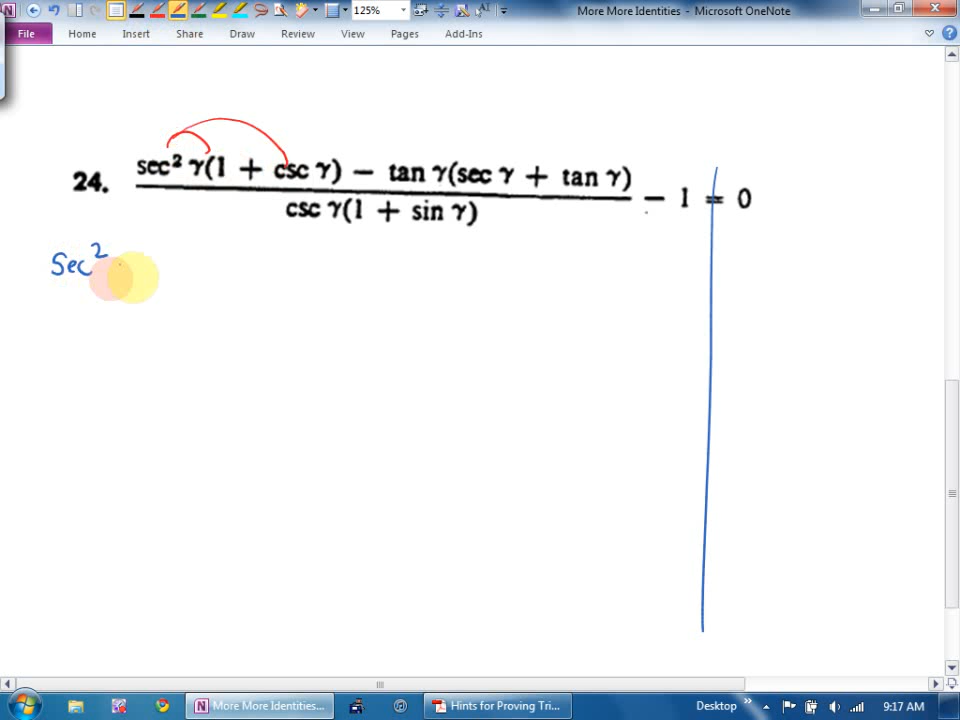 125%
More More Identities - Microsoft OneNote
File Home Insert Share Draw Review View Pages Add-Ins
24. sec² γ(1 + csc γ) − tan γ(sec γ + tan γ)
csc γ(1 + sin γ)
− 1 = 0
Sec²
More More Identities...
Hints for Proving Tri...
Desktop
9:17 AM